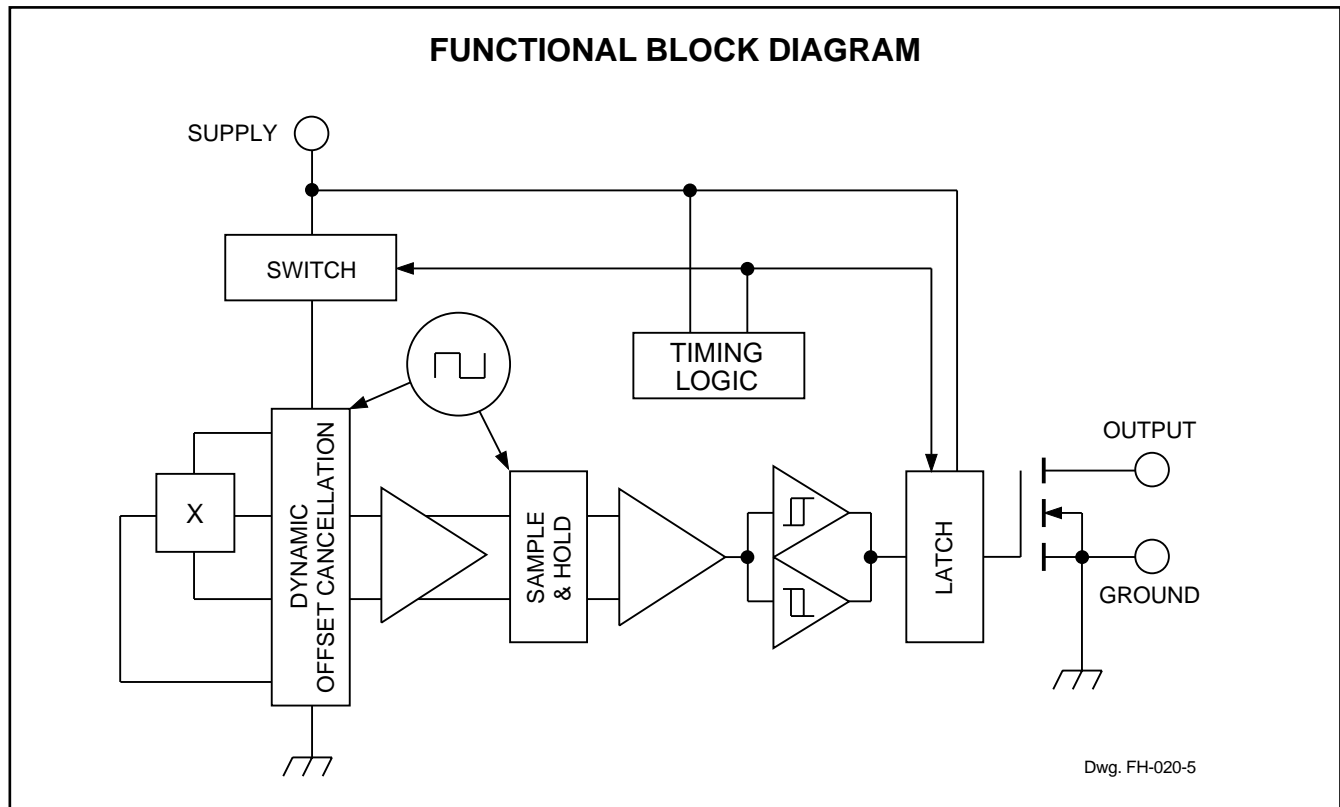 FUNCTIONAL BLOCK DIAGRAM
SUPPLY
SWITCH
TIMING
LOGIC
X
DYNAMIC
OFFSET CANCELLATION
SAMPLE
& HOLD
LATCH
OUTPUT
GROUND
Dwg. FH-020-5